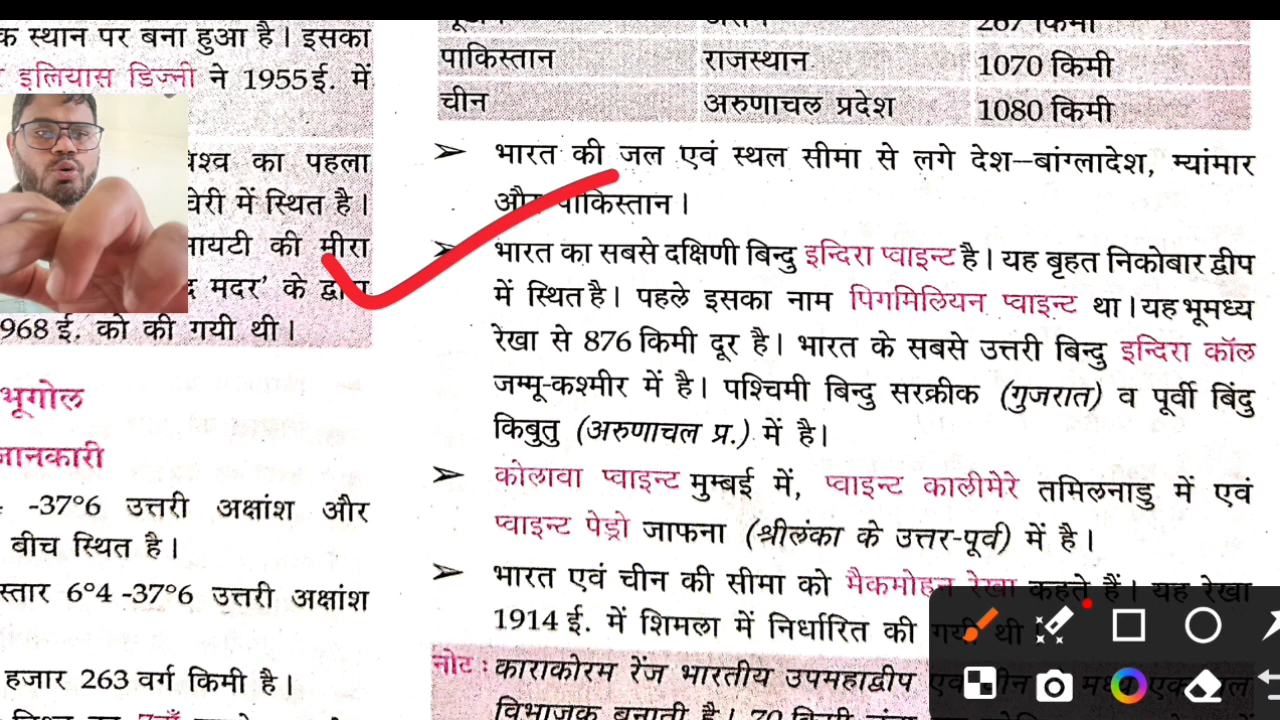 क स्थान पर बना हुआ है। इसका
इलियास डिज़्नी ने 1955ई. में
का पहला
में स्थित है।
की मीरा
मदर' के द्वारा
968 ई. को की गयी थी।
भूगोल
जानकारी
-37°6 उत्तरी अक्षांश और
बीच स्थित है।
स्तार 6°4 -37°6 उत्तरी अक्षांश
हजार 263 वर्ग किमी है।
267 किमी
पाकिस्तान राजस्थान 1070 किमी
चीन अरुणाचल प्रदेश 1080 किमी
➢ भारत की जल एवं स्थल सीमा से लगे देश–बांग्लादेश, म्यांमार
और पाकिस्तान।
➢ भारत का सबसे दक्षिणी बिन्दु इन्दिरा प्वाइन्ट है। यह बृहत निकोबार द्वीप
में स्थित है। पहले इसका नाम पिगमिलियन प्वाइन्ट था। यह भूमध्य
रेखा से 876 किमी दूर है। भारत के सबसे उत्तरी बिन्दु इन्दिरा कॉल
जम्मू-कश्मीर में है। पश्चिमी बिन्दु सरक्रीक (गुजरात) व पूर्वी बिंदु
किबुतु (अरुणाचल प्र.) में है।
➢ कोलावा प्वाइन्ट मुम्बई में, प्वाइन्ट कालीमेरे तमिलनाडु में एवं
प्वाइन्ट पेड्रो जाफना (श्रीलंका के उत्तर-पूर्व) में है।
➢ भारत एवं चीन की सीमा को मैकमोहन रेखा कहते हैं। यह रेखा
1914 ई. में शिमला में निर्धारित की गयी थी
नोट : काराकोरम रेंज भारतीय उपमहाद्वीप
विभाजक बनाती है। 70 किमी